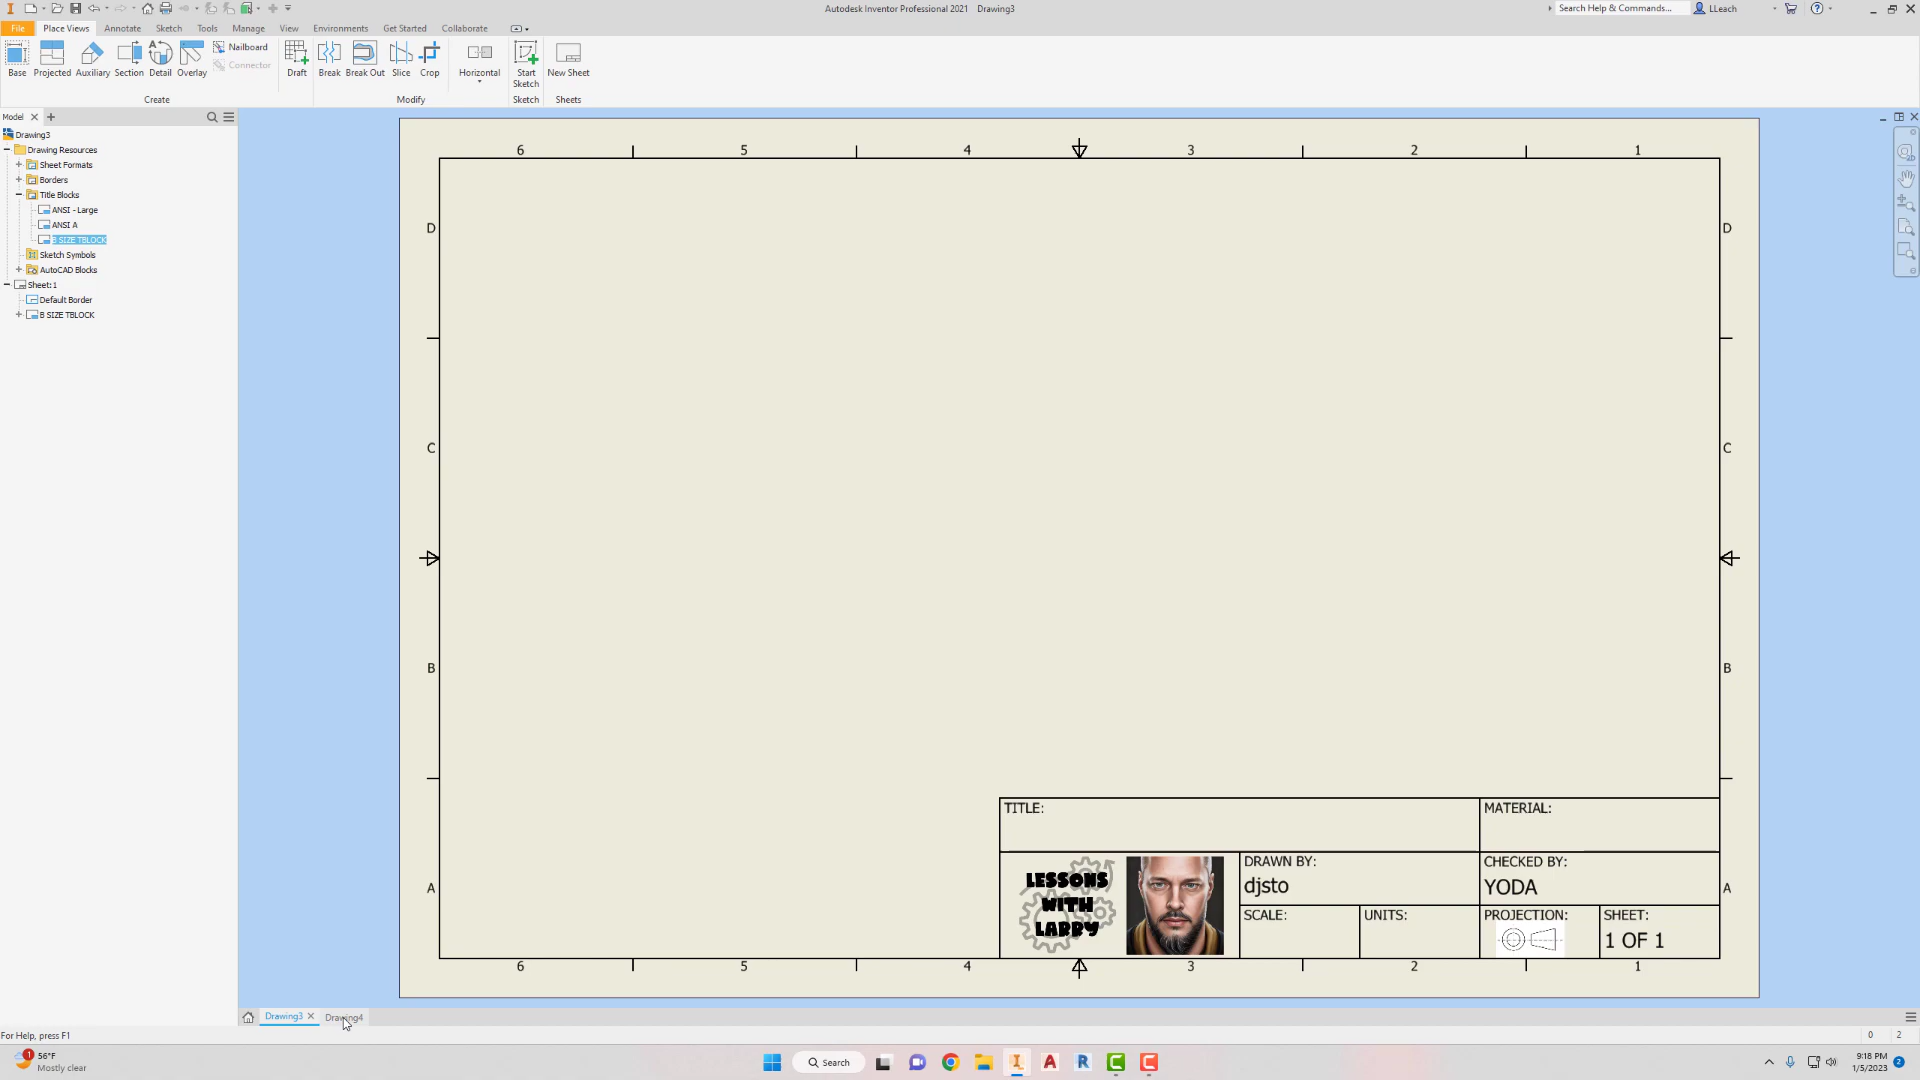 Autodesk Inventor Professional 2021 Drawing3
Search Help & Commands...
LLeach
File
Place Views
Annotate
Sketch
Tools
Manage
View
Environments
Get Started
Collaborate
Base
Projected
Auxiliary
Section
Detail
Overlay
Nailboard
Connector
Draft
Break
Break Out
Slice
Crop
Horizontal
Start
Sketch
New Sheet
Create
Modify
Sketch
Sheets
Model
Drawing3
Drawing Resources
Sheet Formats
Borders
Title Blocks
ANSI - Large
ANSI A
B SIZE TBLOCK
Sketch Symbols
AutoCAD Blocks
Sheet:1
Default Border
B SIZE TBLOCK
6 5 4 3 2 1
D D
C C
B B
A A
TITLE:
MATERIAL:
LESSONS
WITH
LARRY
DRAWN BY:
djsto
CHECKED BY:
YODA
SCALE:
UNITS:
PROJECTION:
SHEET:
1 OF 1
6 5 4 3 2 1
Drawing3
Drawing4
For Help, press F1
0 2
1
56°F
Mostly clear
Search
9:18 PM
1/5/2023
2